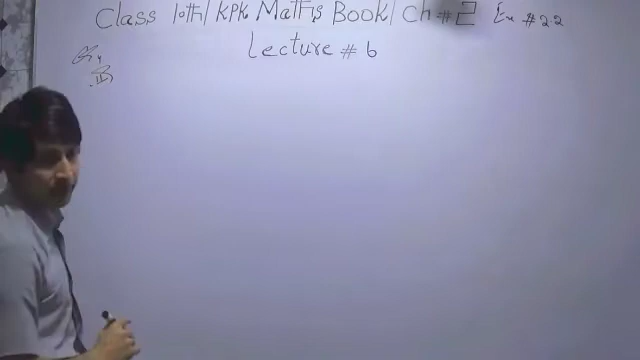 Class 10th/ KPK Maths Book/ Ch # 2 Ex # 2.2
Lecture # 6